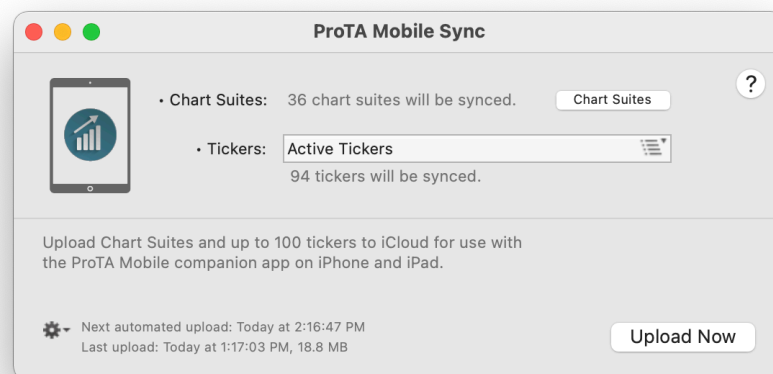 ProTA Mobile Sync
?
• Chart Suites: 36 chart suites will be synced. Chart Suites
• Tickers: Active Tickers
94 tickers will be synced.
Upload Chart Suites and up to 100 tickers to iCloud for use with
the ProTA Mobile companion app on iPhone and iPad.
Next automated upload: Today at 2:16:47 PM
Last upload: Today at 1:17:03 PM, 18.8 MB
Upload Now